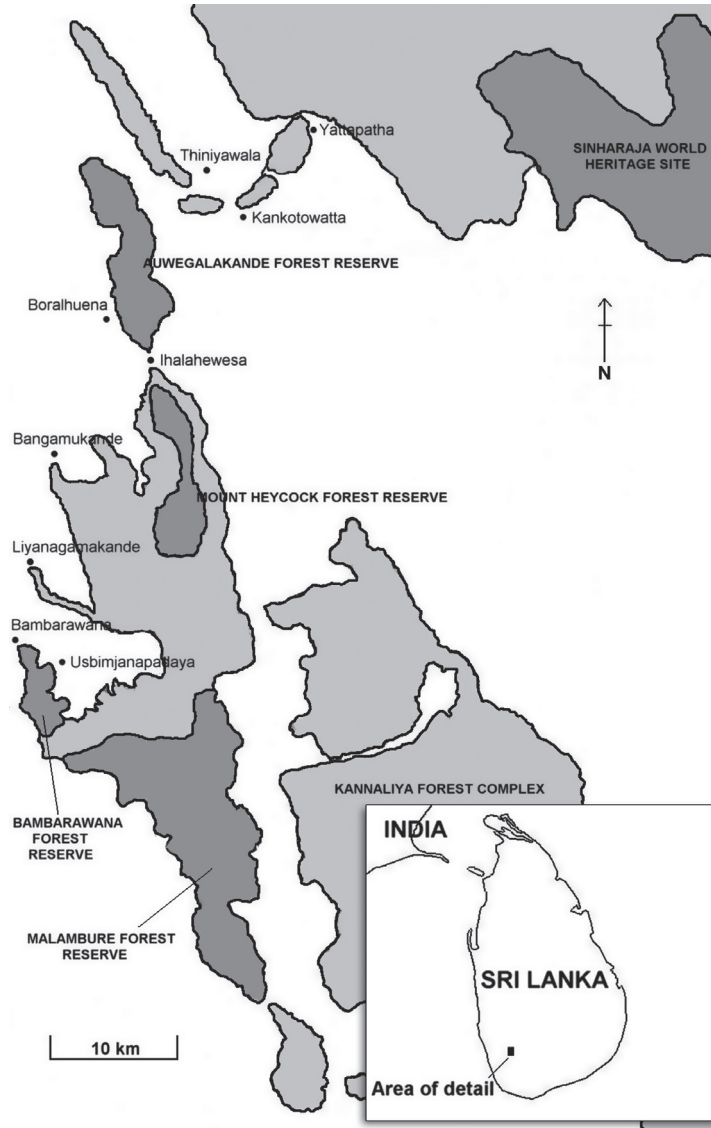 Yattapatha
SINHARAJA WORLD
HERITAGE SITE
Thiniyawala
Kankotowatta
AUWEGALAKANDE FOREST RESERVE
Boralhuena
Ihalahewesa
N
Bangamukande
MOUNT HEYCOCK FOREST RESERVE
Liyanagamakande
Bambarawana
Usbimjanapadaya
KANNALIYA FOREST COMPLEX
BAMBARAWANA
FOREST
RESERVE
MALAMBURE FOREST
RESERVE
10 km
INDIA
SRI LANKA
Area of detail